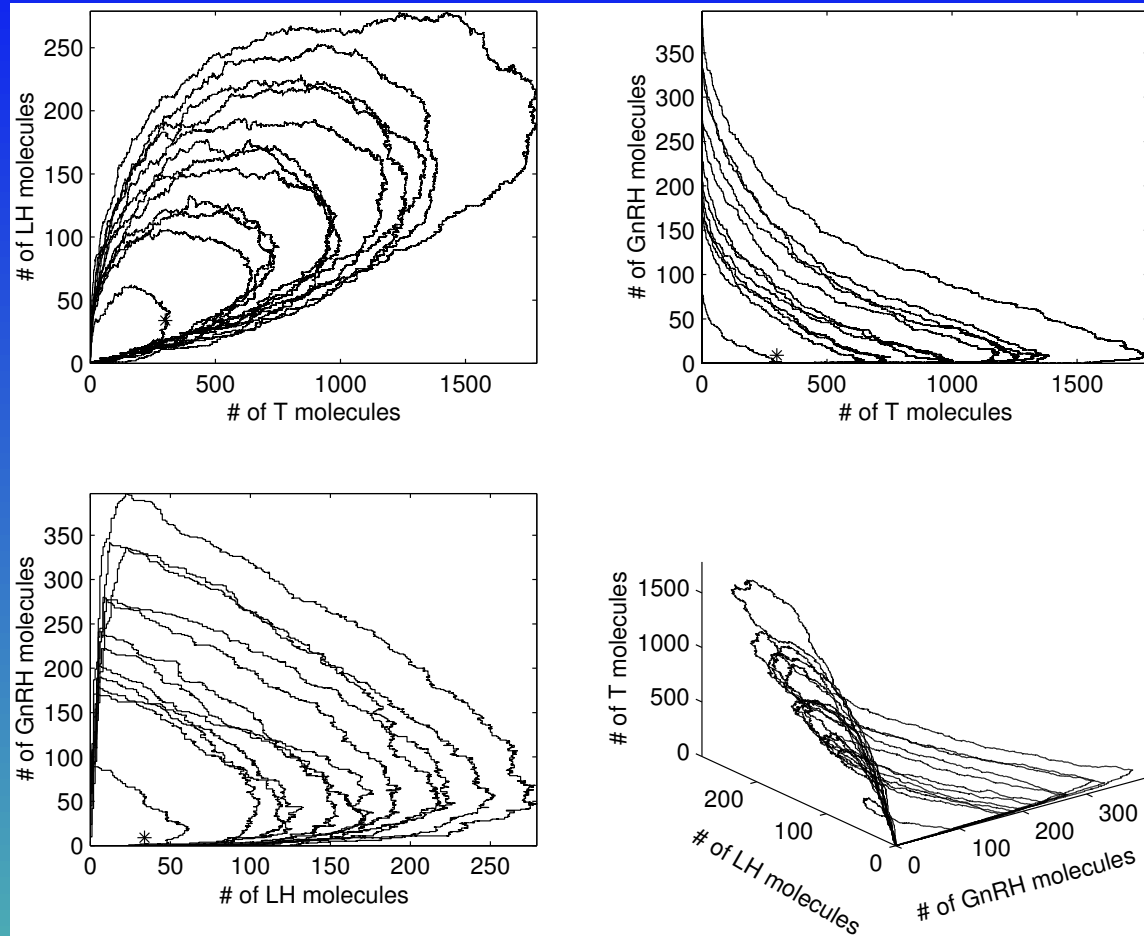 250
200
150
100
50
0
# of LH molecules
0 500 1000 1500
# of T molecules
350
300
250
200
150
100
50
0
# of GnRH molecules
0 500 1000 1500
# of T molecules
350
300
250
200
150
100
50
0
# of GnRH molecules
0 50 100 150 200 250
# of LH molecules
1500
1000
500
0
# of T molecules
200
100
0
# of LH molecules
0 100 200 300
# of GnRH molecules